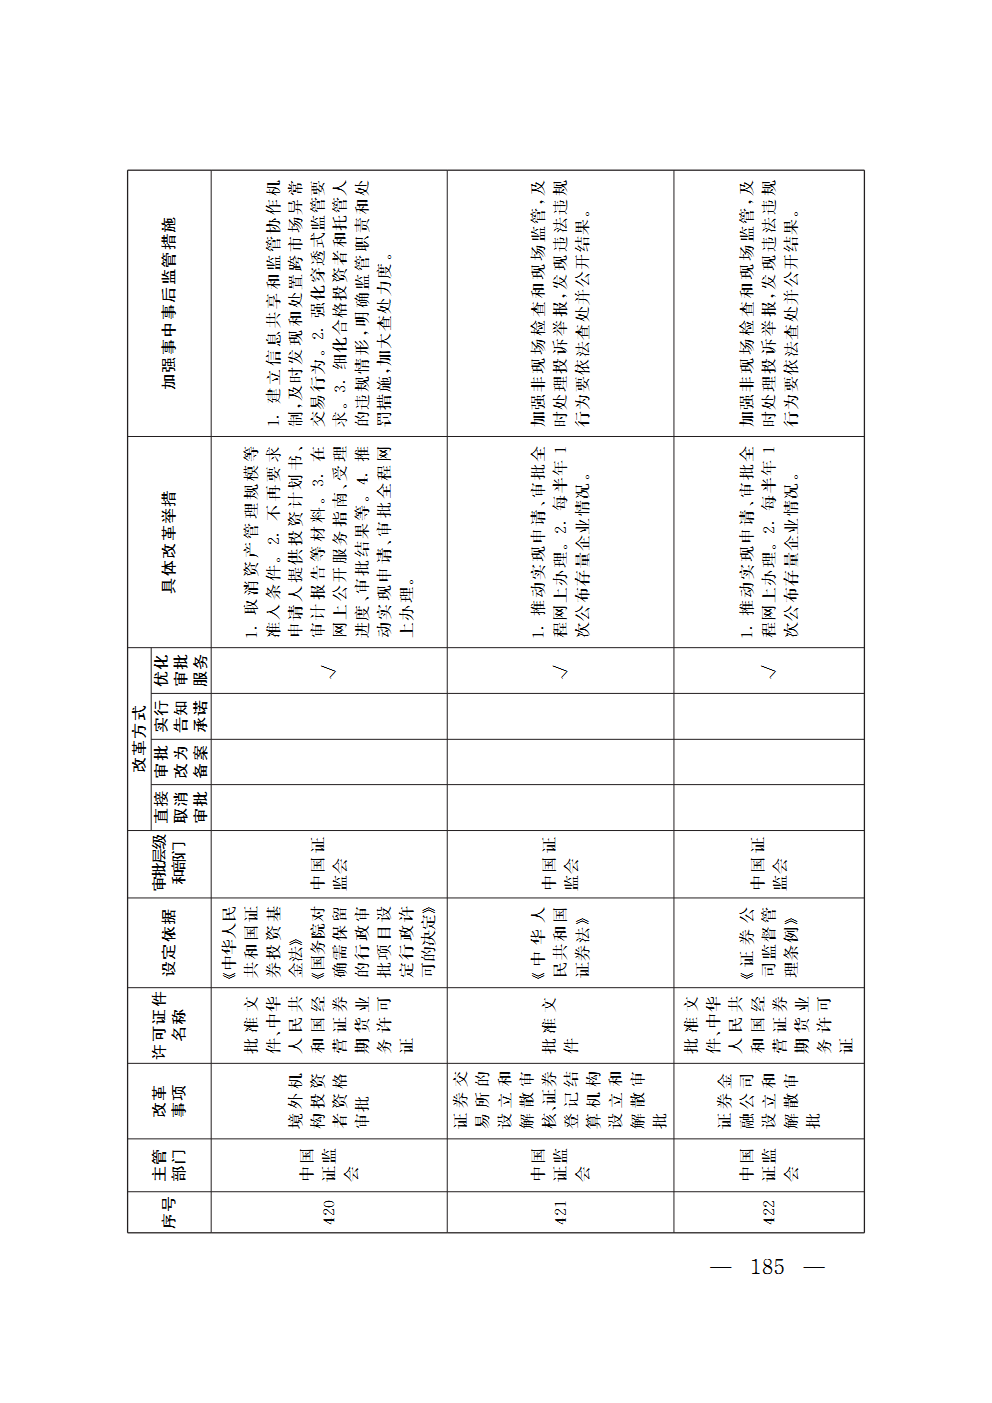 序号
主管
部门
改革
事项
许可证件
名称
设定依据
审批层级
和部门
改革方式
直接
取消
审批
审批
改为
备案
实行
告知
承诺
优化
审批
服务
具体改革举措
加强事中事后监管措施
420
中国
证监
会
境外机
构投资
者资格
审批
批准文
件、中华
人民共
和国经
营证券
期货业
务许可
证
《中华人民
共和国证
券投资基
金法》
《国务院对
确需保留
的行政审
批项目设
定行政许
可的决定》
中国证
监会
√
1. 取消资产管理规模等
准入条件。2. 不再要求
申请人提供投资计划书、
审计报告等材料。3. 在
网上公开服务指南、受理
进度、审批结果等。4. 推
动实现申请、审批全程网
上办理。
1. 建立信息共享和监管协作机
制,及时发现和处置跨市场异常
交易行为。2. 强化穿透式监管要
求。3. 细化合格投资者和托管人
的违规情形,明确监管职责和处
罚措施,加大查处力度。
421
中国
证监
会
证券交
易所的
设立和
解散审
核、证券
登记结
算机构
设立和
解散审
批
批准文
件
《中华人
民共和国
证券法》
中国证
监会
√
1. 推动实现申请、审批全
程网上办理。2. 每半年1
次公布存量企业情况。
加强非现场检查和现场监管,及
时处理投诉举报,发现违法违规
行为要依法查处并公开结果。
422
中国
证监
会
证券金
融公司
设立和
解散审
批
批准文
件、中华
人民共
和国经
营证券
期货业
务许可
证
《证券公
司监督管
理条例》
中国证
监会
√
1. 推动实现申请、审批全
程网上办理。2. 每半年1
次公布存量企业情况。
加强非现场检查和现场监管,及
时处理投诉举报,发现违法违规
行为要依法查处并公开结果。
— 185 —